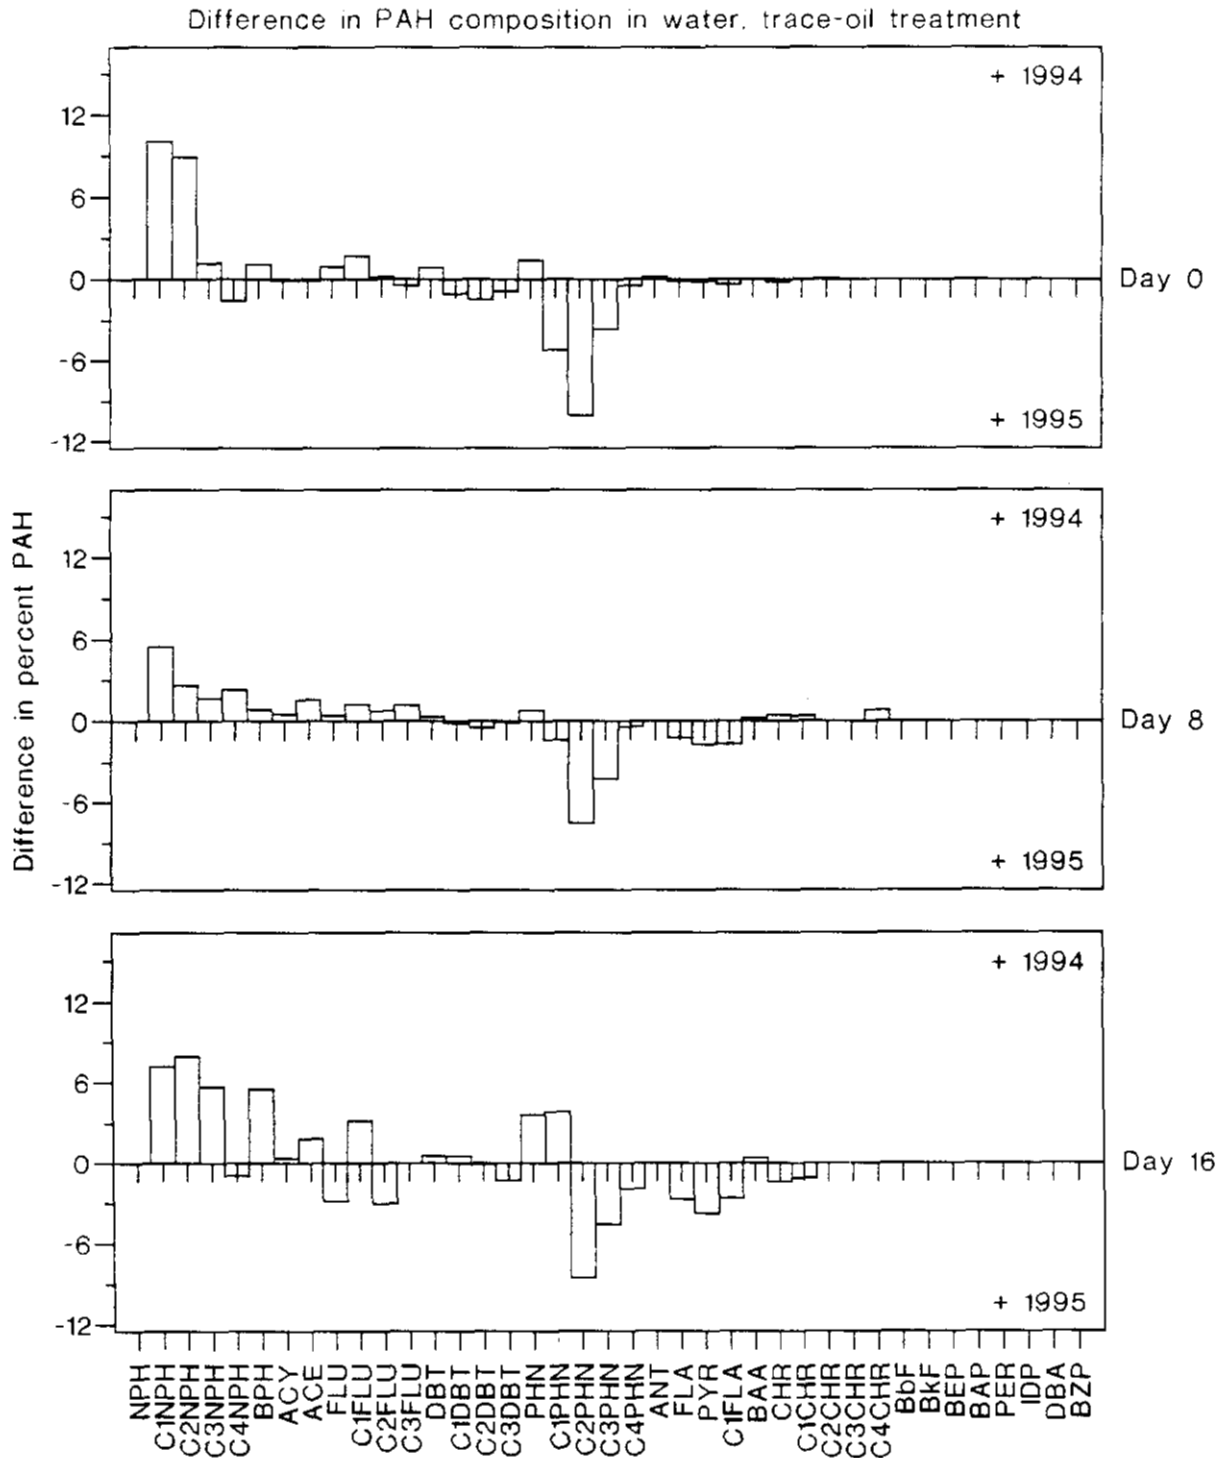 Difference in PAH composition in water, trace-oil treatment
Difference in percent PAH
12
6
0
-6
-12
+ 1994
+ 1995
Day 0
12
6
0
-6
-12
+ 1994
+ 1995
Day 8
12
6
0
-6
-12
+ 1994
+ 1995
Day 16
NPH
C1NPH
C2NPH
C3NPH
C4NPH
BPH
ACY
ACE
FLU
C1FLU
C2FLU
C3FLU
DBT
C1DBT
C2DBT
C3DBT
PHN
C1PHN
C2PHN
C3PHN
C4PHN
ANT
FLA
PYR
C1FLA
BAA
CHR
C1CHR
C2CHR
C3CHR
C4CHR
BbF
BkF
BEP
BAP
PER
IDP
DBA
BZP